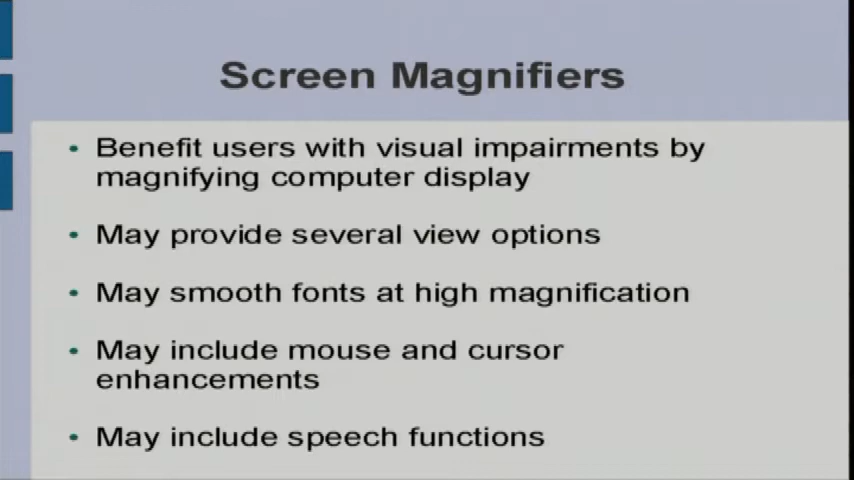 Screen Magnifiers
• Benefit users with visual impairments by
magnifying computer display
• May provide several view options
• May smooth fonts at high magnification
• May include mouse and cursor
enhancements
• May include speech functions